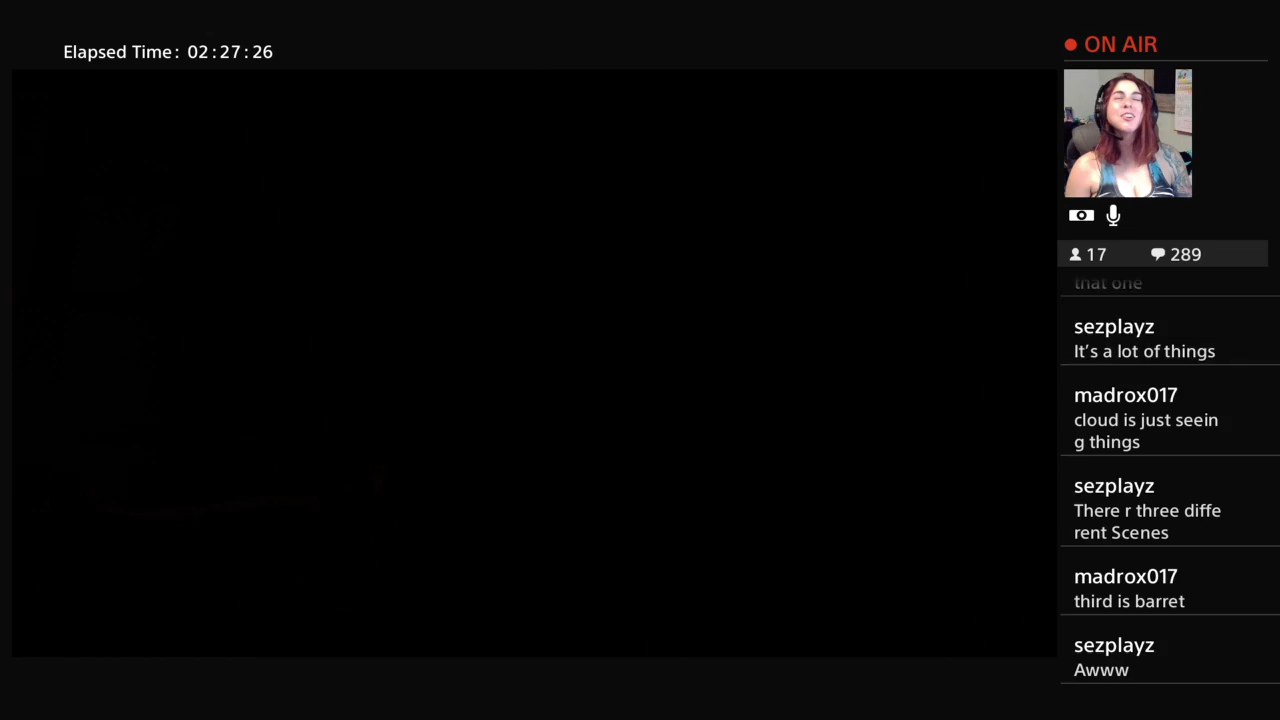 Elapsed Time: 02:27:26
ON AIR
17 289
that one
sezplayz
It's a lot of things
madrox017
cloud is just seein
g things
sezplayz
There r three diffe
rent Scenes
madrox017
third is barret
sezplayz
Awww